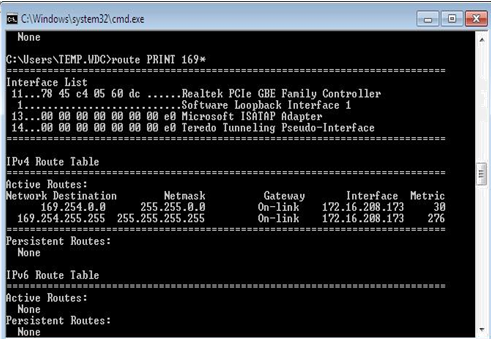 C:\Windows\system32\cmd.exe
None
C:\Users\TEMP.WDC>route PRINT 169*
===========================================================================
Interface List
11...78 45 c4 05 60 dc ......Realtek PCIe GBE Family Controller
1...........................Software Loopback Interface 1
13...00 00 00 00 00 00 00 e0 Microsoft ISATAP Adapter
14...00 00 00 00 00 00 00 e0 Teredo Tunneling Pseudo-Interface
===========================================================================
IPv4 Route Table
===========================================================================
Active Routes:
Network Destination Netmask Gateway Interface Metric
169.254.0.0 255.255.0.0 On-link 172.16.208.173 30
169.254.255.255 255.255.255.255 On-link 172.16.208.173 276
===========================================================================
Persistent Routes:
None
IPv6 Route Table
===========================================================================
Active Routes:
None
Persistent Routes:
None